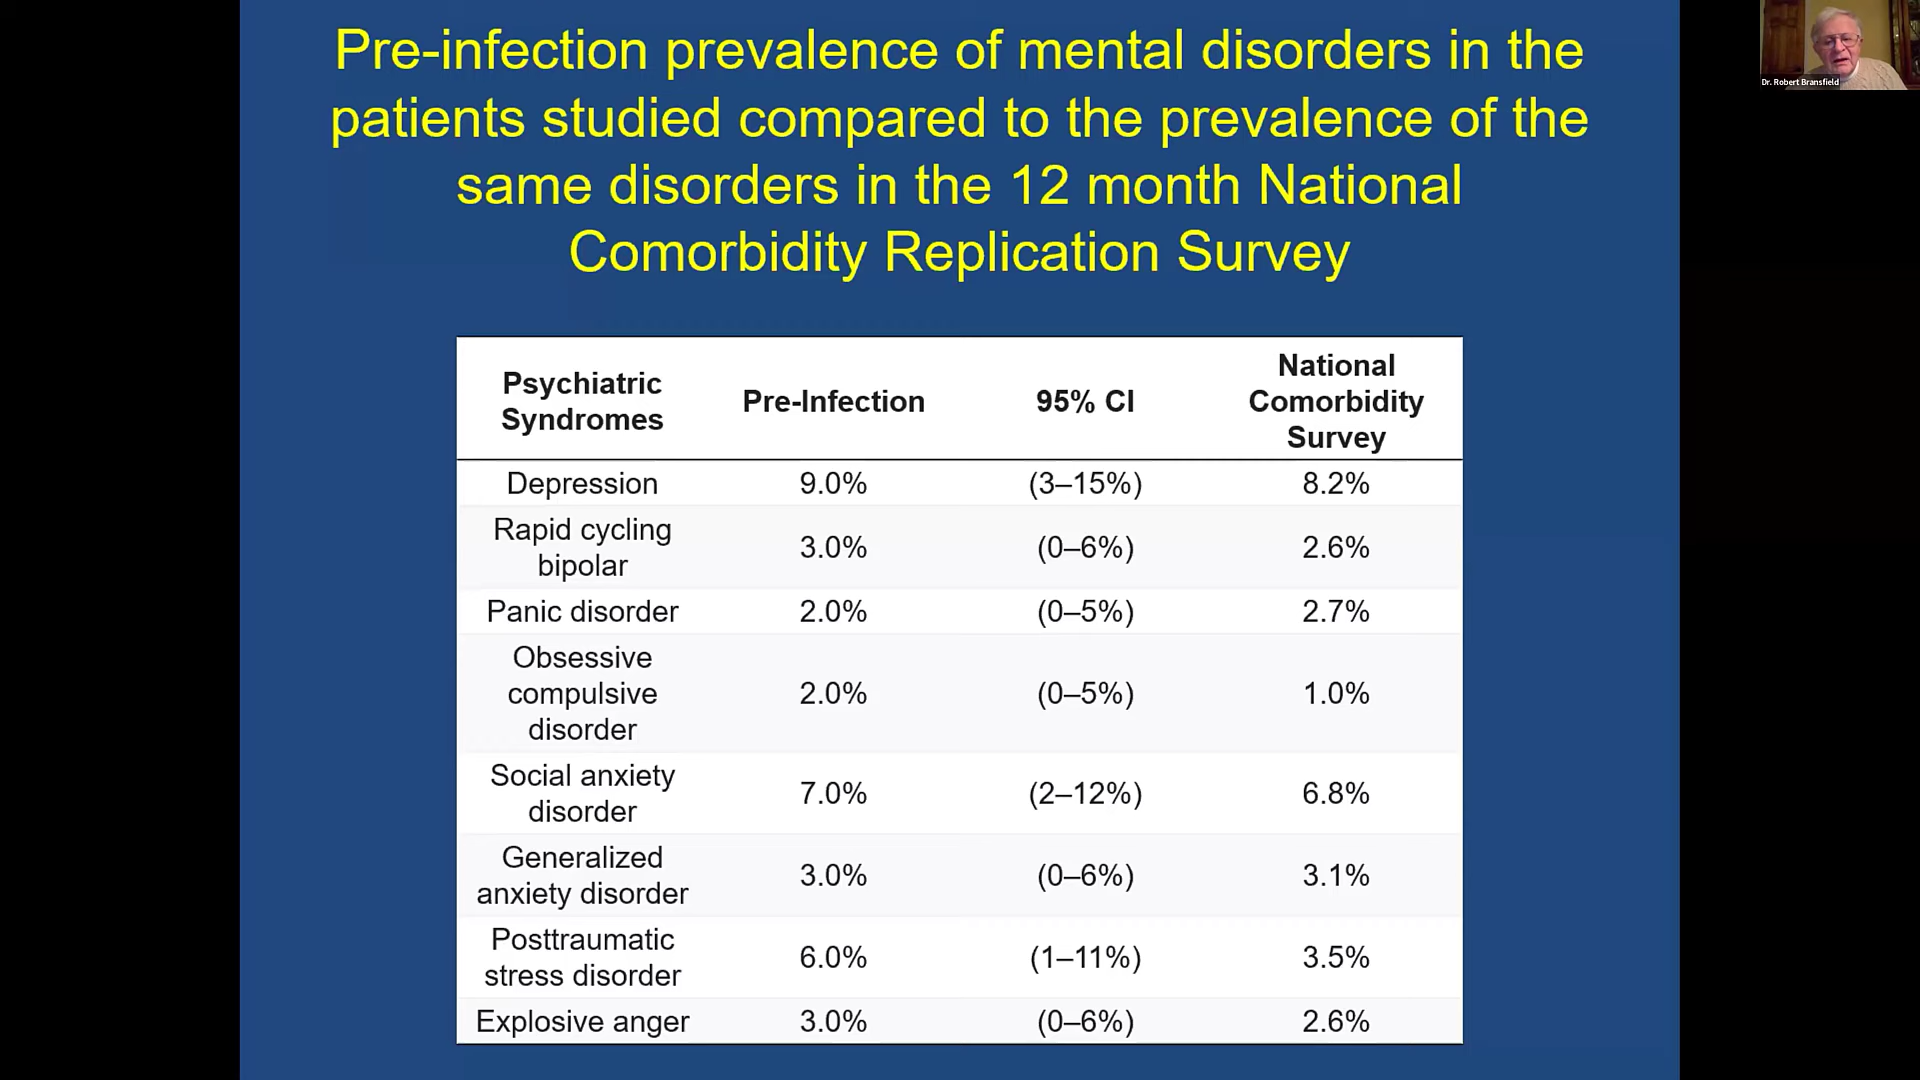 Pre-infection prevalence of mental disorders in the
patients studied compared to the prevalence of the
same disorders in the 12 month National
Comorbidity Replication Survey
Dr. Robert Bransfield
Psychiatric
Syndromes
Pre-Infection
95% CI
National
Comorbidity
Survey
Depression 9.0% (3–15%) 8.2%
Rapid cycling
bipolar
3.0% (0–6%) 2.6%
Panic disorder 2.0% (0–5%) 2.7%
Obsessive
compulsive
disorder
2.0% (0–5%) 1.0%
Social anxiety
disorder
7.0% (2–12%) 6.8%
Generalized
anxiety disorder
3.0% (0–6%) 3.1%
Posttraumatic
stress disorder
6.0% (1–11%) 3.5%
Explosive anger 3.0% (0–6%) 2.6%